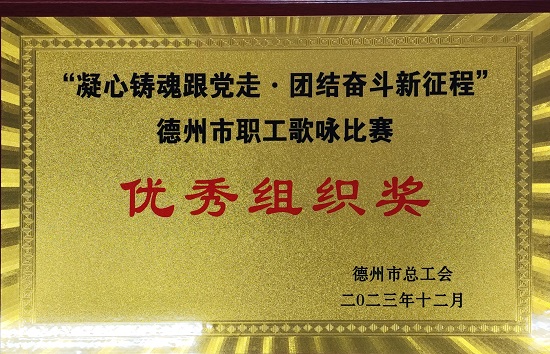 “凝心铸魂跟党走·团结奋斗新征程”
德州市职工歌咏比赛
优秀组织奖
德州市总工会
二〇二三年十二月